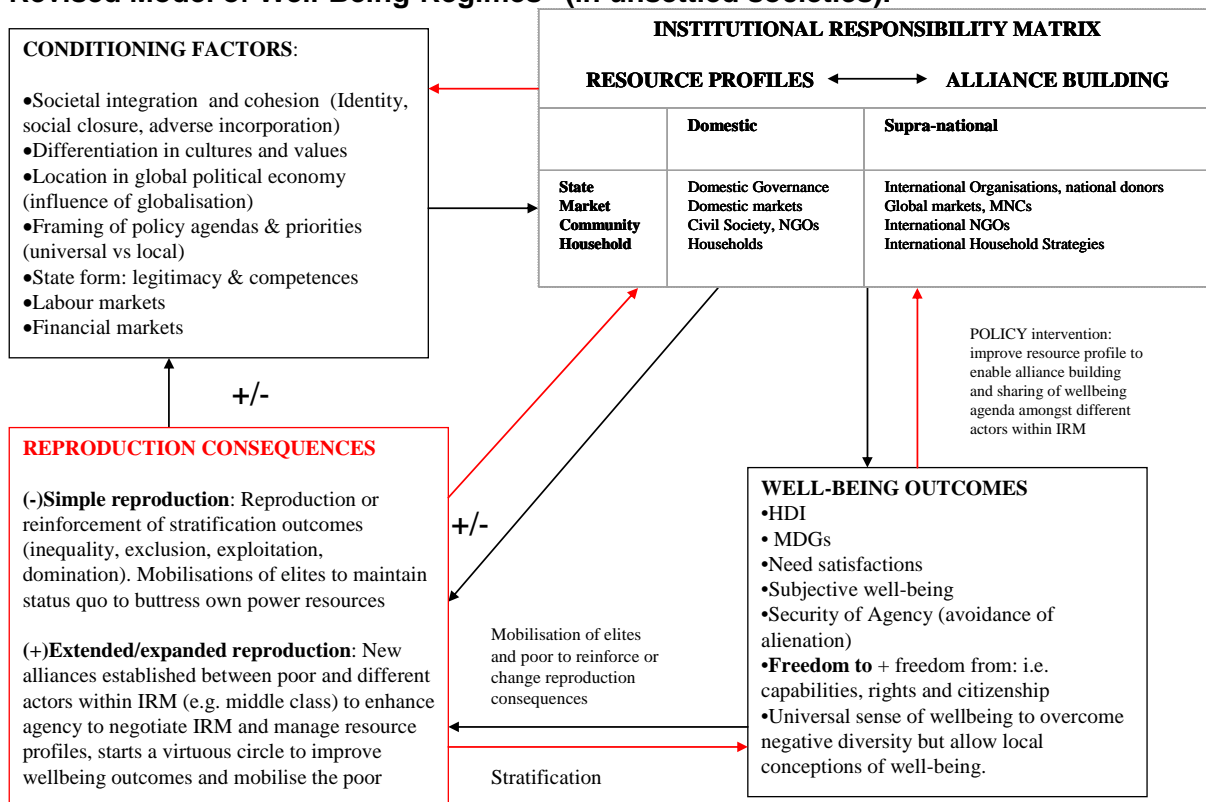 Revised Model of Well-Being Regimes (in unsettled societies).
CONDITIONING FACTORS:
•Societal integration and cohesion (Identity,
social closure, adverse incorporation)
•Differentiation in cultures and values
•Location in global political economy
(influence of globalisation)
•Framing of policy agendas & priorities
(universal vs local)
•State form: legitimacy & competences
•Labour markets
•Financial markets
INSTITUTIONAL RESPONSIBILITY MATRIX
RESOURCE PROFILES ALLIANCE BUILDING
Domestic Supra-national
State Domestic Governance International Organisations, national donors
Market Domestic markets Global markets, MNCs
Community Civil Society, NGOs International NGOs
Household Households International Household Strategies
POLICY intervention:
improve resource profile to
enable alliance building
and sharing of wellbeing
agenda amongst different
actors within IRM
+/-
REPRODUCTION CONSEQUENCES
(-)Simple reproduction: Reproduction or
reinforcement of stratification outcomes
(inequality, exclusion, exploitation,
domination). Mobilisations of elites to maintain
status quo to buttress own power resources
(+)Extended/expanded reproduction: New
alliances established between poor and different
actors within IRM (e.g. middle class) to enhance
agency to negotiate IRM and manage resource
profiles, starts a virtuous circle to improve
wellbeing outcomes and mobilise the poor
+/-
Mobilisation of elites
and poor to reinforce or
change reproduction
consequences
Stratification
WELL-BEING OUTCOMES
•HDI
• MDGs
•Need satisfactions
•Subjective well-being
•Security of Agency (avoidance of
alienation)
•Freedom to + freedom from: i.e.
capabilities, rights and citizenship
•Universal sense of wellbeing to overcome
negative diversity but allow local
conceptions of well-being.